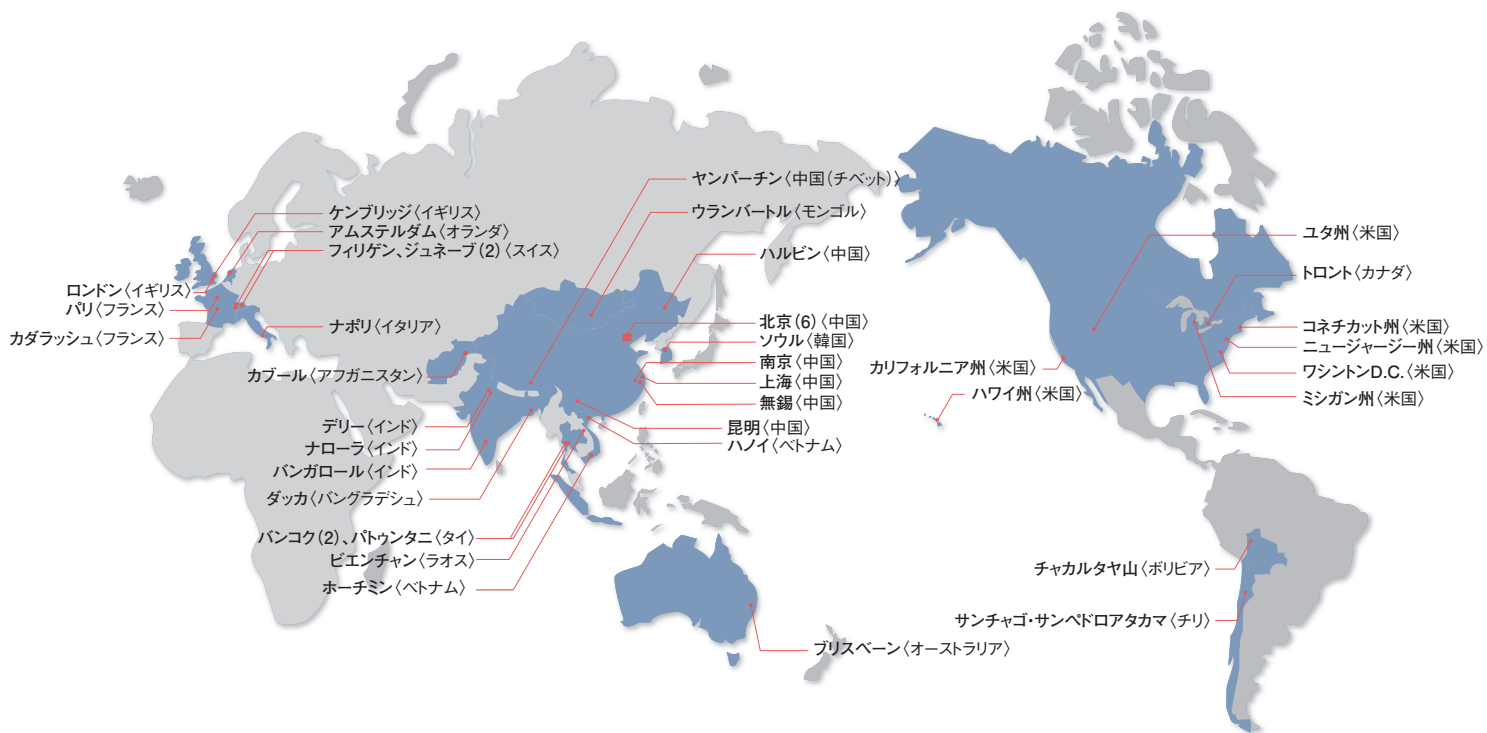 ヤンパーチン〈中国(チベット)〉
ケンブリッジ〈イギリス〉
ウランバートル〈モンゴル〉
アムステルダム〈オランダ〉
ユタ州〈米国〉
フィリゲン、ジュネーブ(2)〈スイス〉
ハルビン〈中国〉
トロント〈カナダ〉
ロンドン〈イギリス〉
パリ〈フランス〉
北京(6)〈中国〉
ナポリ〈イタリア〉
コネチカット州〈米国〉
カダラッシュ〈フランス〉
ソウル〈韓国〉
ニュージャージー州〈米国〉
南京〈中国〉
カリフォルニア州〈米国〉
カブール〈アフガニスタン〉
ワシントンD.C.〈米国〉
上海〈中国〉
ハワイ州〈米国〉
無錫〈中国〉
ミシガン州〈米国〉
デリー〈インド〉
昆明〈中国〉
ナローラ〈インド〉
ハノイ〈ベトナム〉
バンガロール〈インド〉
ダッカ〈バングラデシュ〉
バンコク(2)、パトゥンタニ〈タイ〉
ビエンチャン〈ラオス〉
チャカルタヤ山〈ボリビア〉
ホーチミン〈ベトナム〉
サンチャゴ・サンペドロアタカマ〈チリ〉
ブリスベーン〈オーストラリア〉